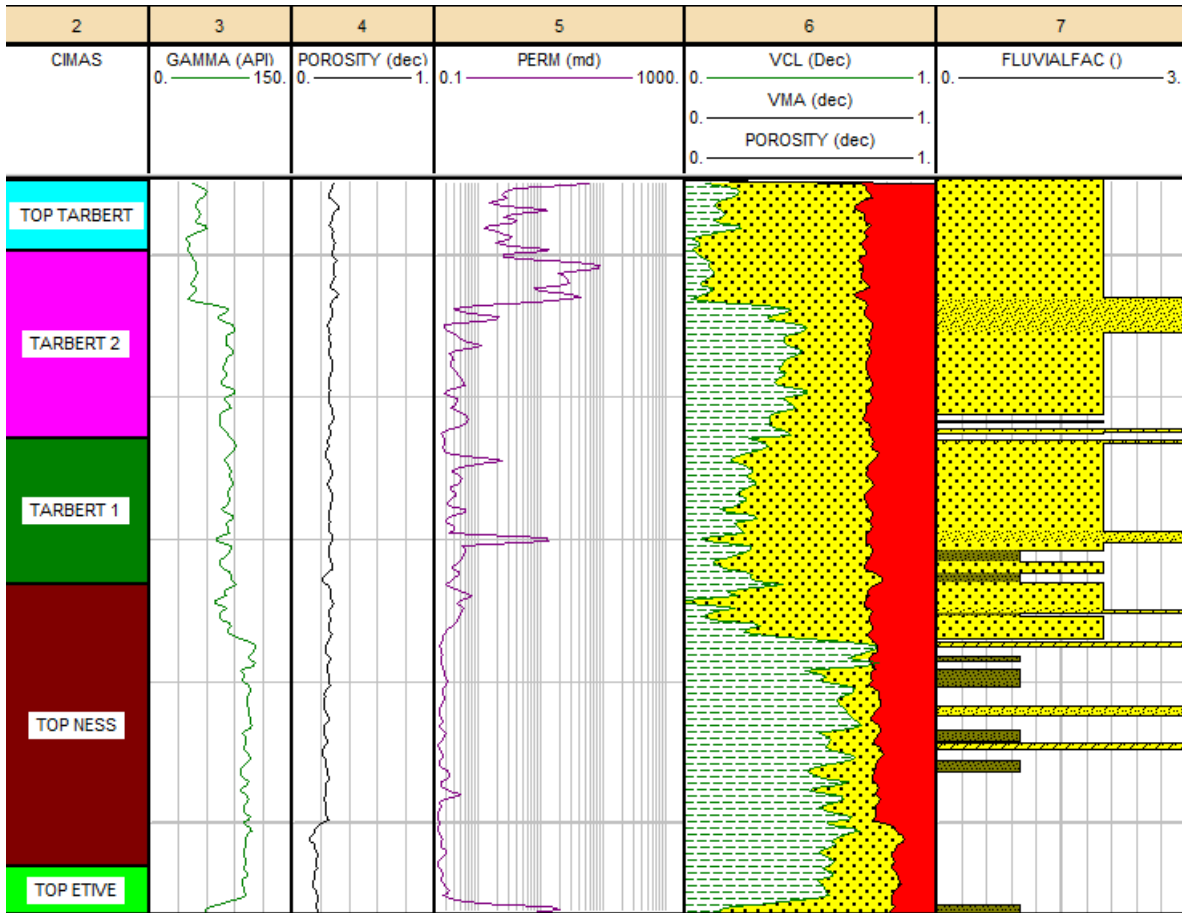 2 3 4 5 6 7
CIMAS GAMMA (API) POROSITY (dec) PERM (md) VCL (Dec) FLUVIALFAC ()
0. 150. 0. 1. 0.1 1000. 0. 1. 0. 3.
VMA (dec)
0. 1.
POROSITY (dec)
0. 1.
TOP TARBERT
TARBERT 2
TARBERT 1
TOP NESS
TOP ETIVE